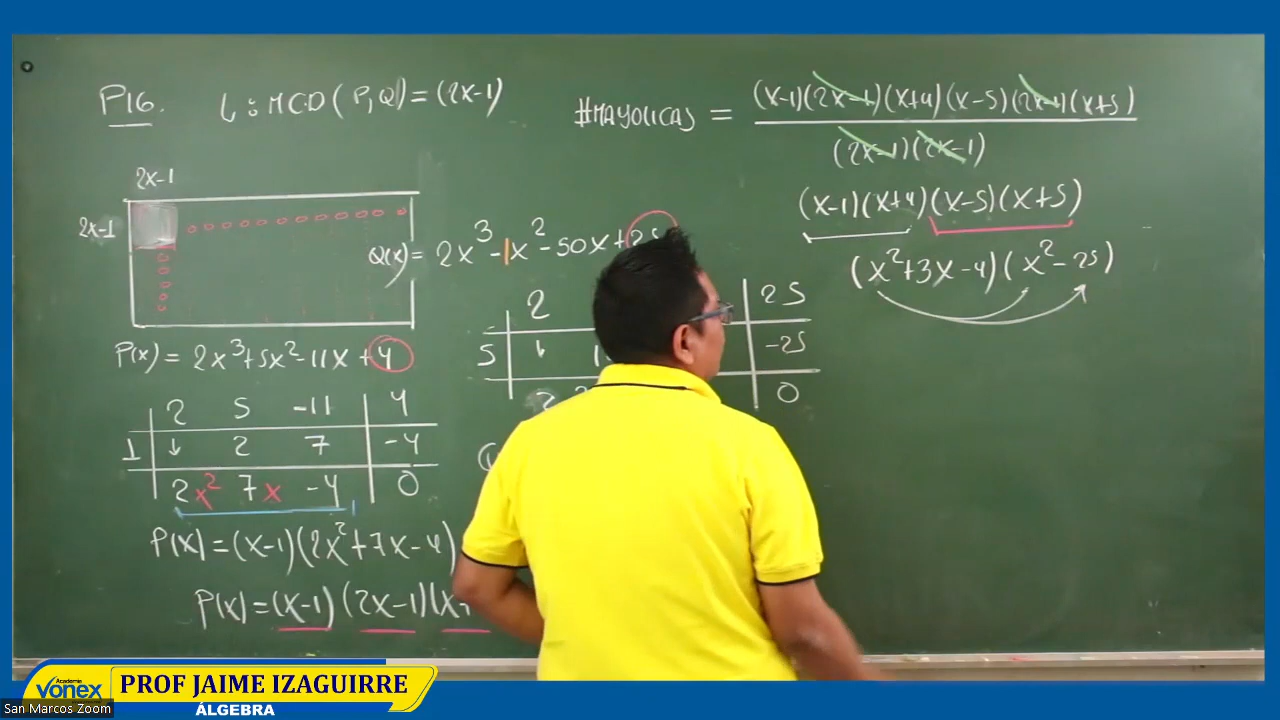 P16.
L : MCD(P,Q) = (2x-1)
#MAYOLICAS = (x-1)(2x-1)(x+4)(x-5)(2x-1)(x+5)
(2x-1)(2x-1)
(x-1)(x+4)(x-5)(x+5)
(x²+3x-4)(x²-25)
2x-1
2x-1
Q(x) = 2x³-1x²-50x+25
2 25
5 -25
0
P(x) = 2x³+5x²-11x+4
2 5 -11 4
1 ↓ 2 7 -4
2x² 7x -4 0
P(x) = (x-1)(2x²+7x-4)
P(x) = (x-1)(2x-1)(x+
Academia
vonex
PROF JAIME IZAGUIRRE
ÁLGEBRA
San Marcos Zoom